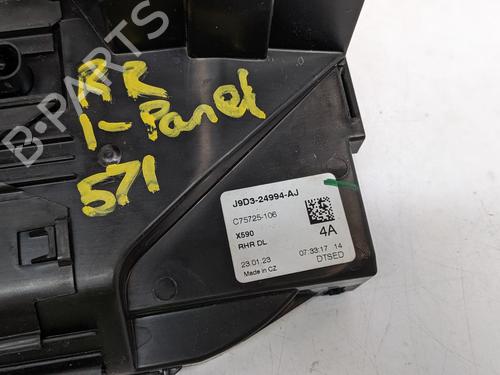 B-PARTS
RR
I-Panel
571
J9D3-24994-AJ
C75725-106
X590
RHR DL
4A
23.01.23
07:33:17 14
Made in CZ
DTSED